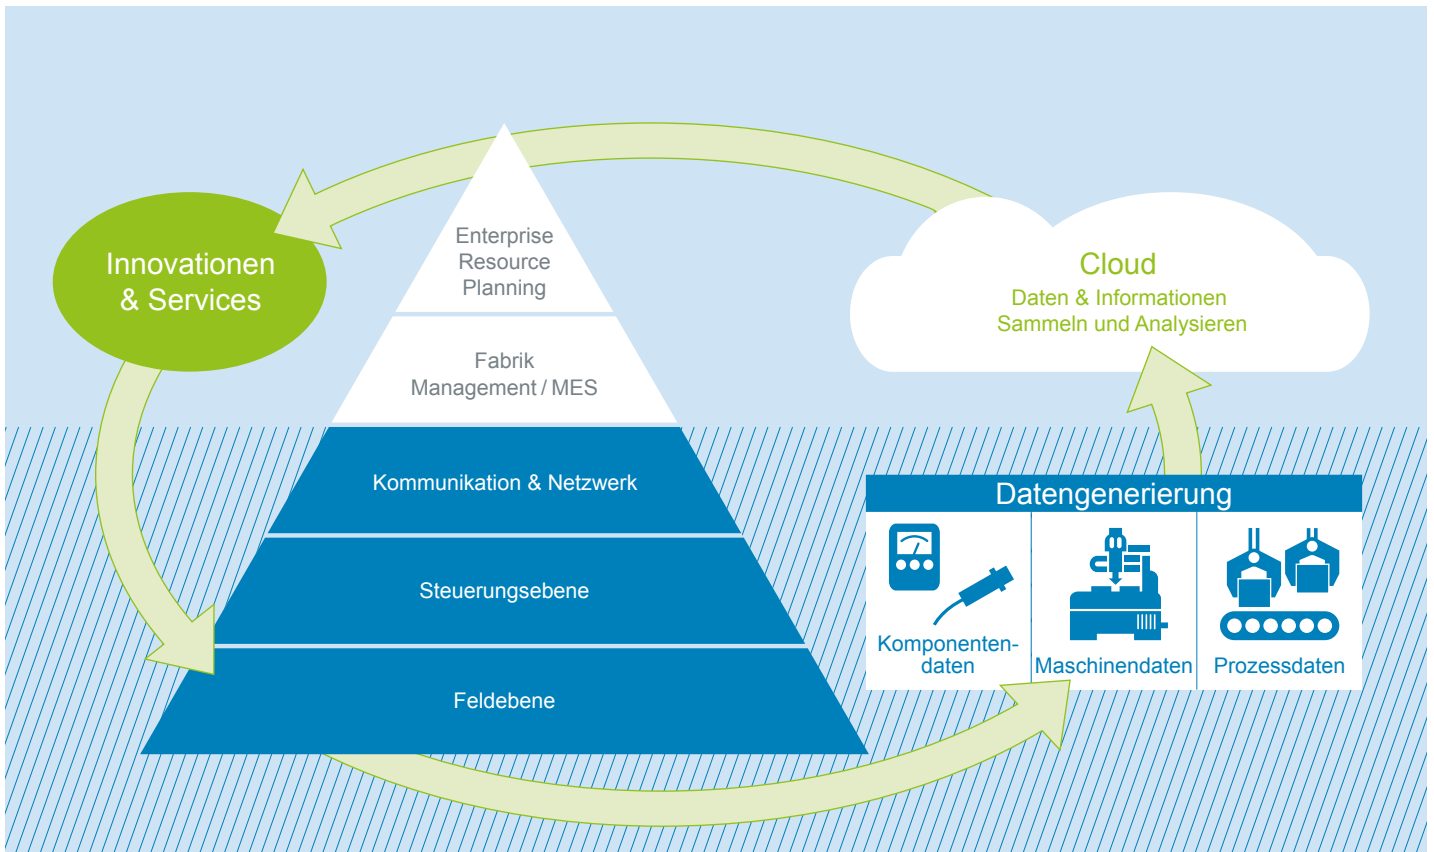 Innovationen
& Services
Enterprise
Resource
Planning
Fabrik
Management / MES
Kommunikation & Netzwerk
Steuerungsebene
Feldebene
Cloud
Daten & Informationen
Sammeln und Analysieren
Datengenerierung
Komponenten-
daten
Maschinendaten
Prozessdaten